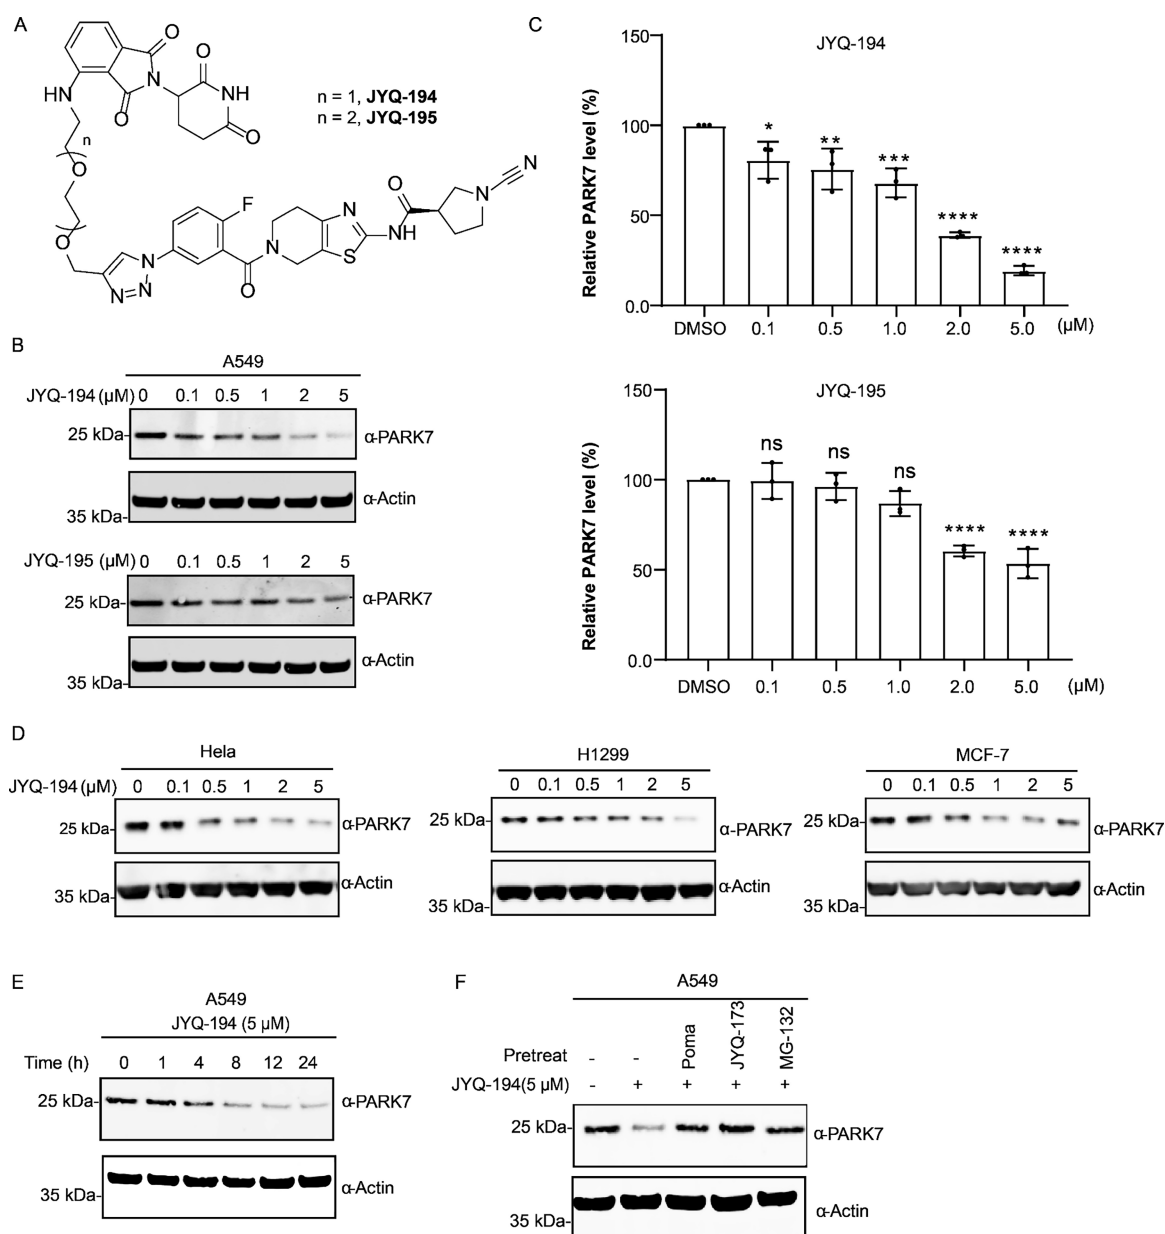 A
O
O
N
NH
O
O
O
NH
n
O
O
n = 1, JYQ-194
n = 2, JYQ-195
F
N
N
N
O
N
N
S
NH
O
N
N
B
A549
JYQ-194 (μM) 0 0.1 0.5 1 2 5
25 kDa- α-PARK7
α-Actin
35 kDa-
JYQ-195 (μM) 0 0.1 0.5 1 2 5
25 kDa- α-PARK7
α-Actin
35 kDa-
C
JYQ-194
Relative PARK7 level (%)
150
100
50
0.0
* ** *** **** ****
DMSO 0.1 0.5 1.0 2.0 5.0 (μM)
JYQ-195
Relative PARK7 level (%)
150
100
50
0.0
ns ns ns **** ****
DMSO 0.1 0.5 1.0 2.0 5.0 (μM)
D
Hela
JYQ-194 (μM) 0 0.1 0.5 1 2 5
25 kDa- α-PARK7
α-Actin
35 kDa-
H1299
0 0.1 0.5 1 2 5
25 kDa- α-PARK7
α-Actin
35 kDa-
MCF-7
0 0.1 0.5 1 2 5
25 kDa- α-PARK7
α-Actin
35 kDa-
E
A549
JYQ-194 (5 μM)
Time (h) 0 1 4 8 12 24
25 kDa- α-PARK7
α-Actin
35 kDa-
F
A549
Pretreat - - Poma JYQ-173 MG-132
JYQ-194(5 μM) - + + + +
25 kDa- α-PARK7
α-Actin
35 kDa-